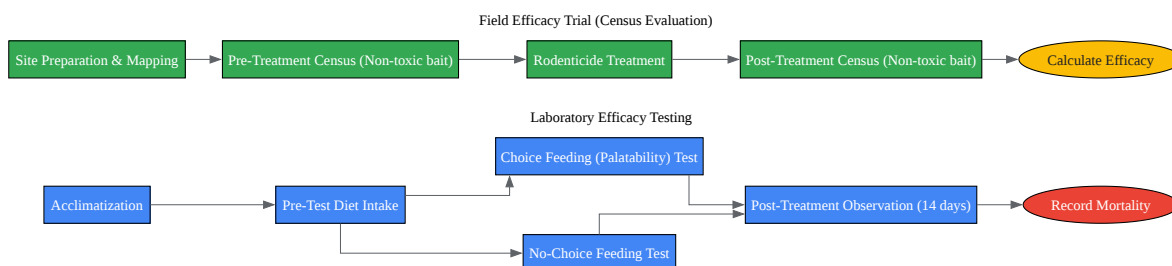 Field Efficacy Trial (Census Evaluation)
Site Preparation & Mapping
Pre-Treatment Census (Non-toxic bait)
Rodenticide Treatment
Post-Treatment Census (Non-toxic bait)
Calculate Efficacy
Laboratory Efficacy Testing
Choice Feeding (Palatability) Test
Acclimatization
Pre-Test Diet Intake
Post-Treatment Observation (14 days)
Record Mortality
No-Choice Feeding Test